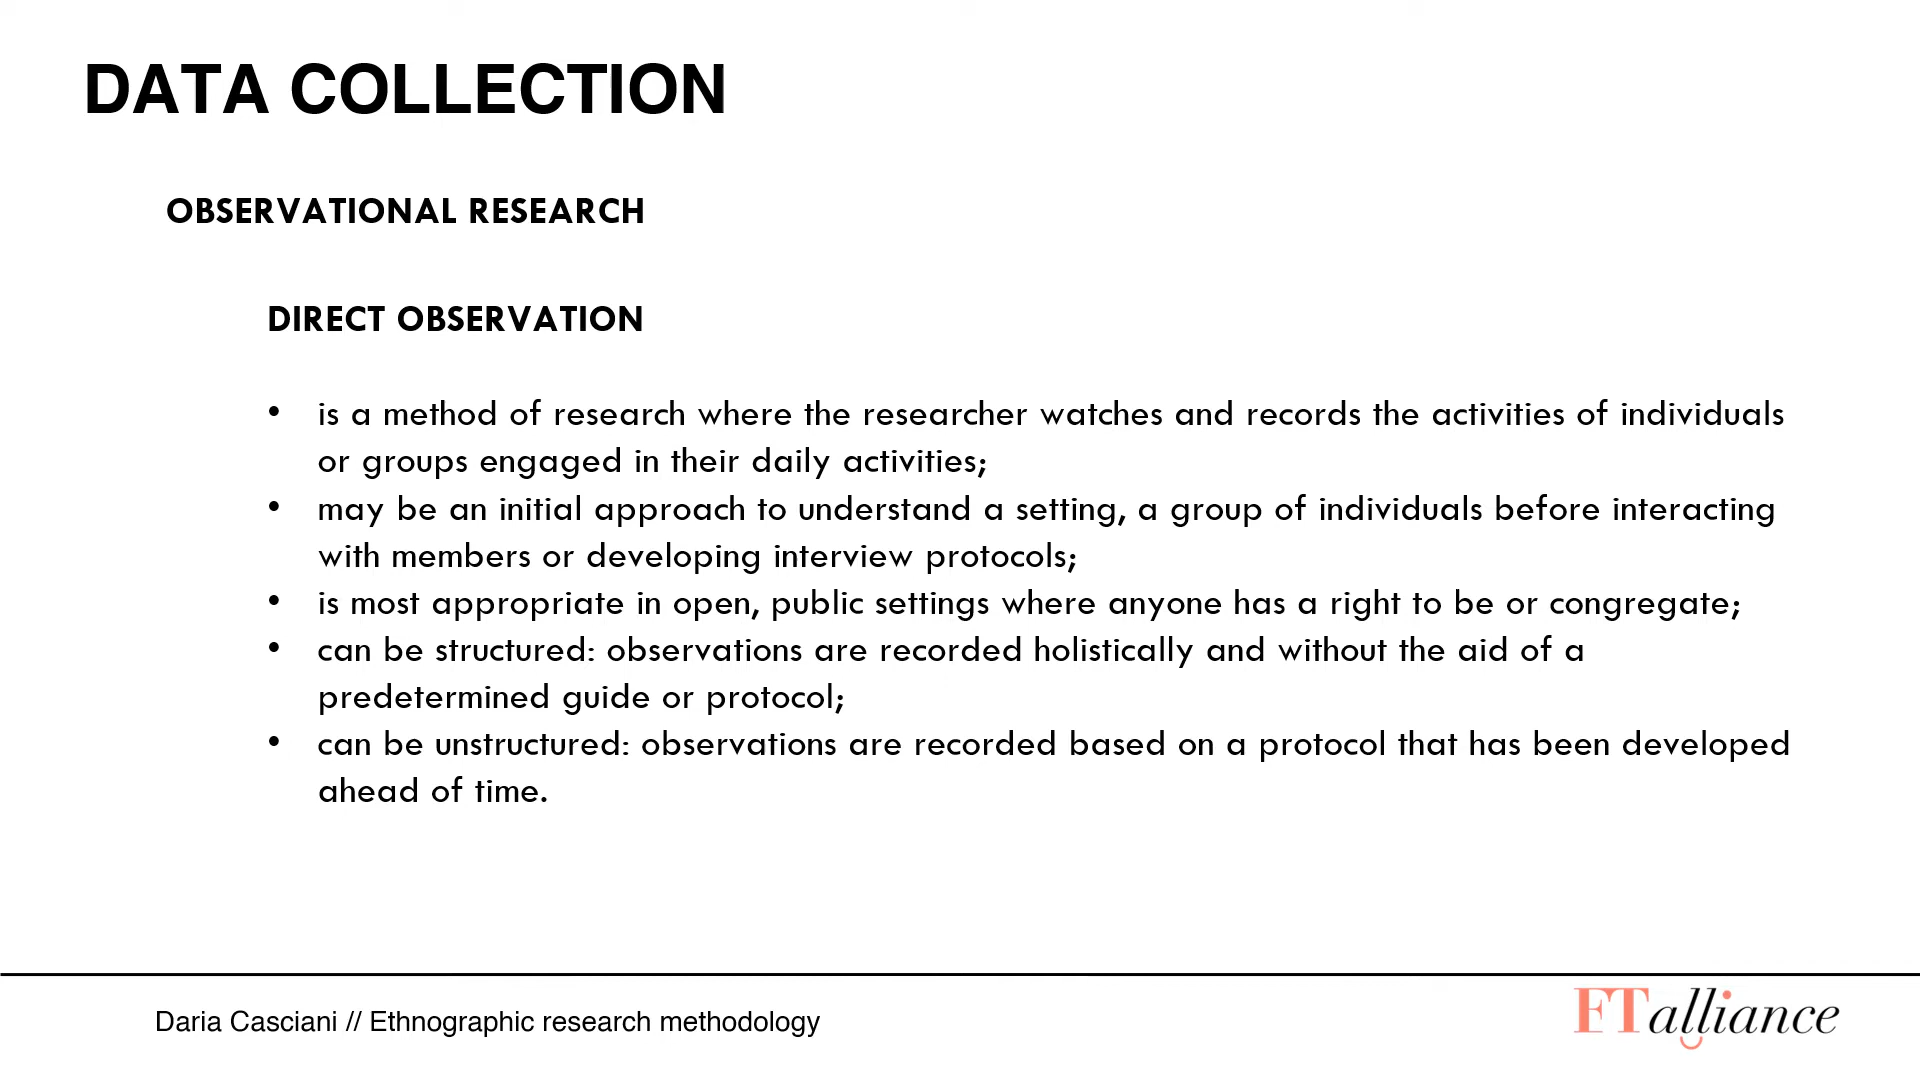 DATA COLLECTION
OBSERVATIONAL RESEARCH
DIRECT OBSERVATION
• is a method of research where the researcher watches and records the activities of individuals
or groups engaged in their daily activities;
• may be an initial approach to understand a setting, a group of individuals before interacting
with members or developing interview protocols;
• is most appropriate in open, public settings where anyone has a right to be or congregate;
• can be structured: observations are recorded holistically and without the aid of a
predetermined guide or protocol;
• can be unstructured: observations are recorded based on a protocol that has been developed
ahead of time.
Daria Casciani // Ethnographic research methodology
FTalliance